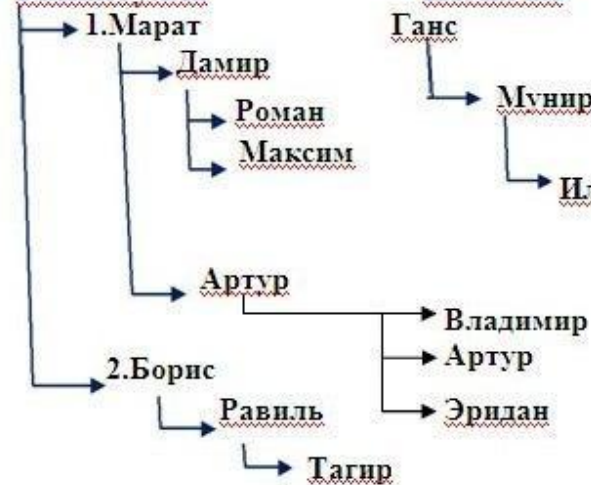 1.Марат
Ганс
Дамир
Мунир
Роман
Максим
Артур
Владимир
Артур
2.Борис
Равиль
Эридан
Тагир